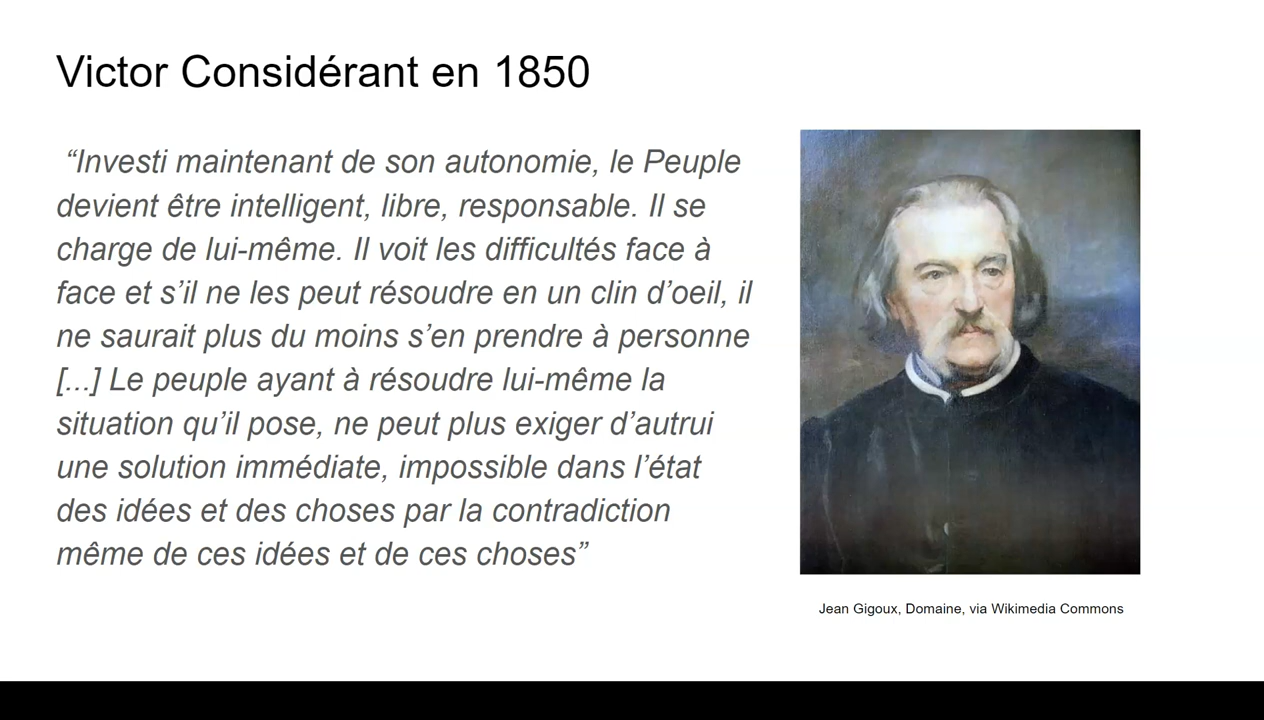 Victor Considérant en 1850
“Investi maintenant de son autonomie, le Peuple
devient être intelligent, libre, responsable. Il se
charge de lui-même. Il voit les difficultés face à
face et s’il ne les peut résoudre en un clin d’oeil, il
ne saurait plus du moins s’en prendre à personne
[...] Le peuple ayant à résoudre lui-même la
situation qu’il pose, ne peut plus exiger d’autrui
une solution immédiate, impossible dans l’état
des idées et des choses par la contradiction
même de ces idées et de ces choses”
Jean Gigoux, Domaine, via Wikimedia Commons